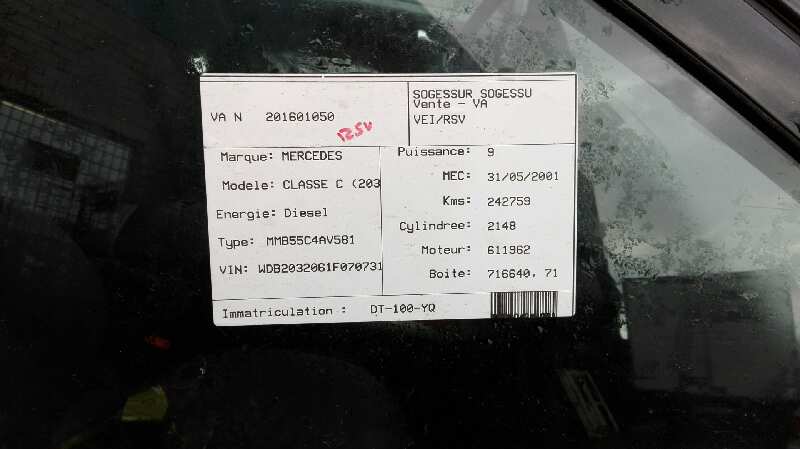 VA N 201601050
RSV
SOGESSUR SOGESSU
Vente - VA
VEI/RSV
Marque: MERCEDES
Modele: CLASSE C (203
Energie: Diesel
Type: MMB55C4AV581
VIN: WDB2032061F070731
Puissance: 9
MEC: 31/05/2001
Kms: 242759
Cylindree: 2148
Moteur: 611962
Boite: 716640, 71
Immatriculation : DT-100-YQ